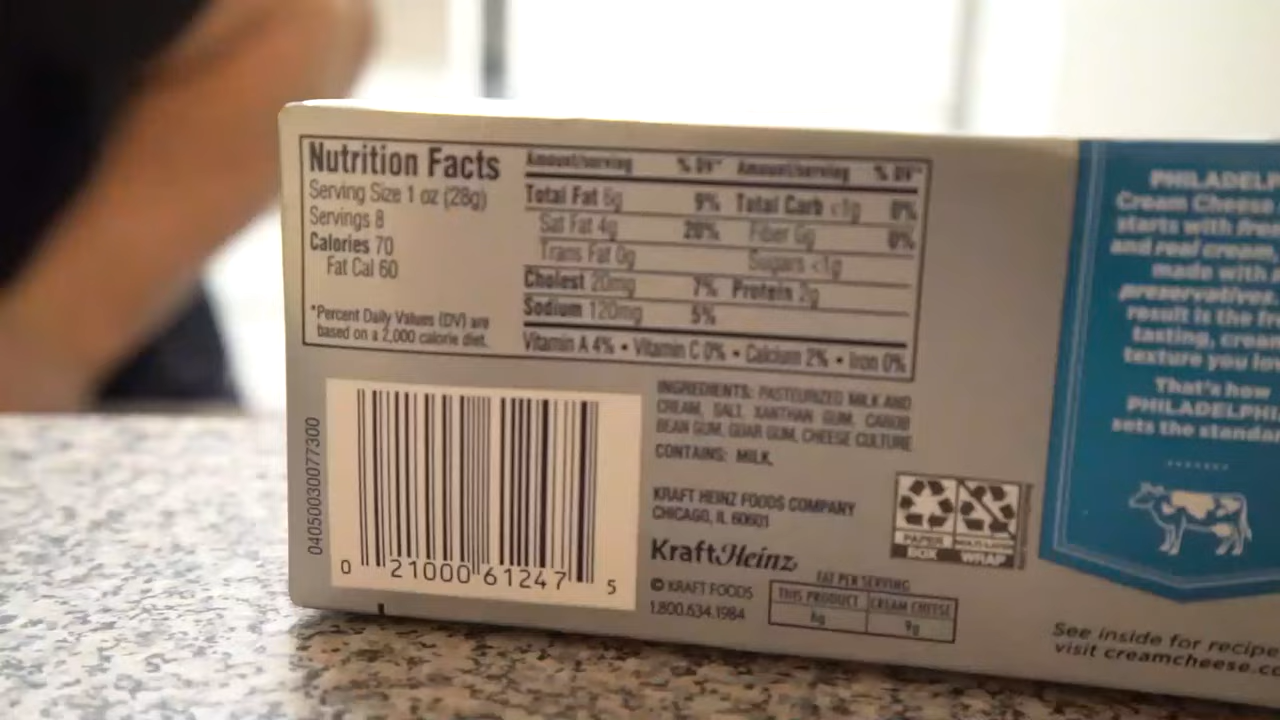 Nutrition Facts
Serving Size 1 oz (28g)
Servings 8
Calories 70
Fat Cal 60
*Percent Daily Values (DV) are
based on a 2,000 calorie diet.
Amount/serving % DV* Amount/serving % DV*
Total Fat 6g 9% Total Carb <1g 0%
Sat Fat 4g 20% Fiber 0g 0%
Trans Fat 0g Sugars <1g
Cholest 20mg 7% Protein 2g
Sodium 120mg 5%
Vitamin A 4% • Vitamin C 0% • Calcium 2% • Iron 0%
04050030077300
0 21000 61247 5
INGREDIENTS: PASTEURIZED MILK AND
CREAM, SALT, XANTHAN GUM, CAROB
BEAN GUM, GUAR GUM, CHEESE CULTURE
CONTAINS: MILK.
KRAFT HEINZ FOODS COMPANY
CHICAGO, IL 60601
KraftHeinz
© KRAFT FOODS
1.800.634.1984
PAPER
BOX
WRAP
FAT PER SERVING
THIS PRODUCT CREAM CHEESE
6g 9g
PHILADELP
Cream Cheese
starts with fres
and real cream,
made with
preservatives.
result is the fre
tasting, cream
texture you lov
That's how
PHILADELPHI
sets the standa
See inside for recipe
visit creamcheese.co